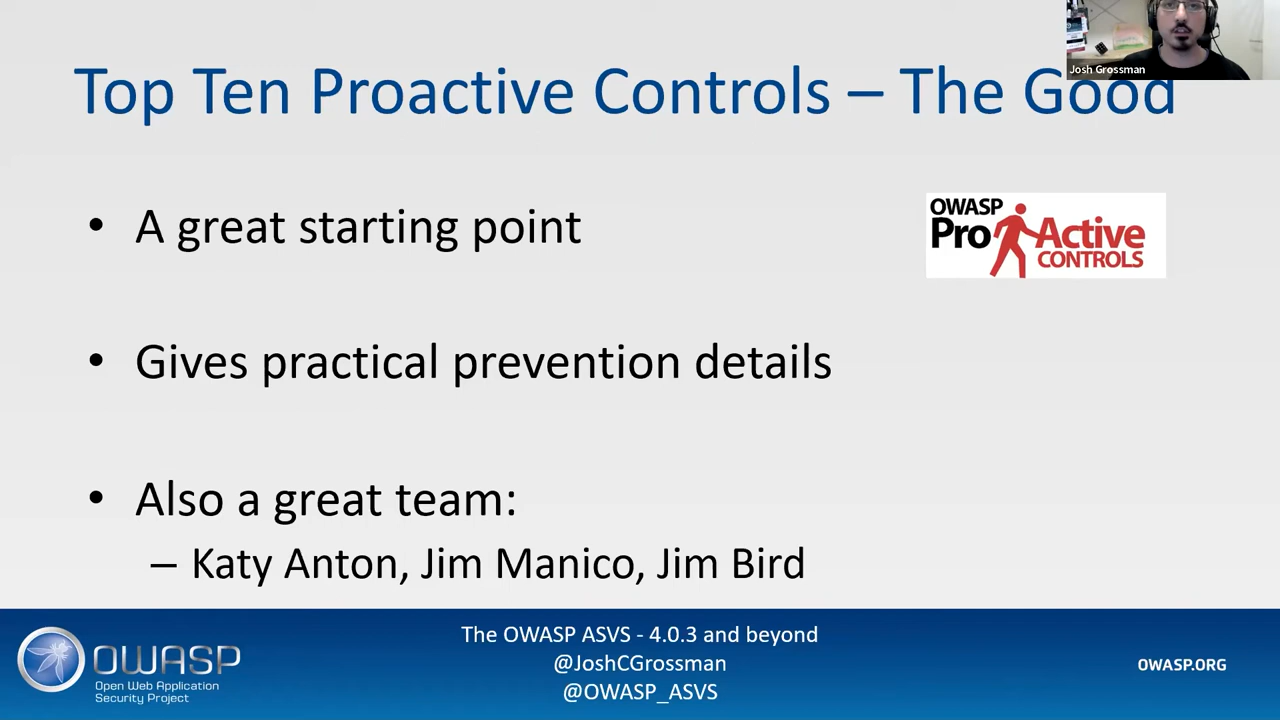 Josh Grossman
Top Ten Proactive Controls – The Good
• A great starting point
OWASP
ProActive
CONTROLS
• Gives practical prevention details
• Also a great team:
– Katy Anton, Jim Manico, Jim Bird
The OWASP ASVS - 4.0.3 and beyond
@JoshCGrossman
@OWASP_ASVS
OWASP
Open Web Application
Security Project
OWASP.ORG